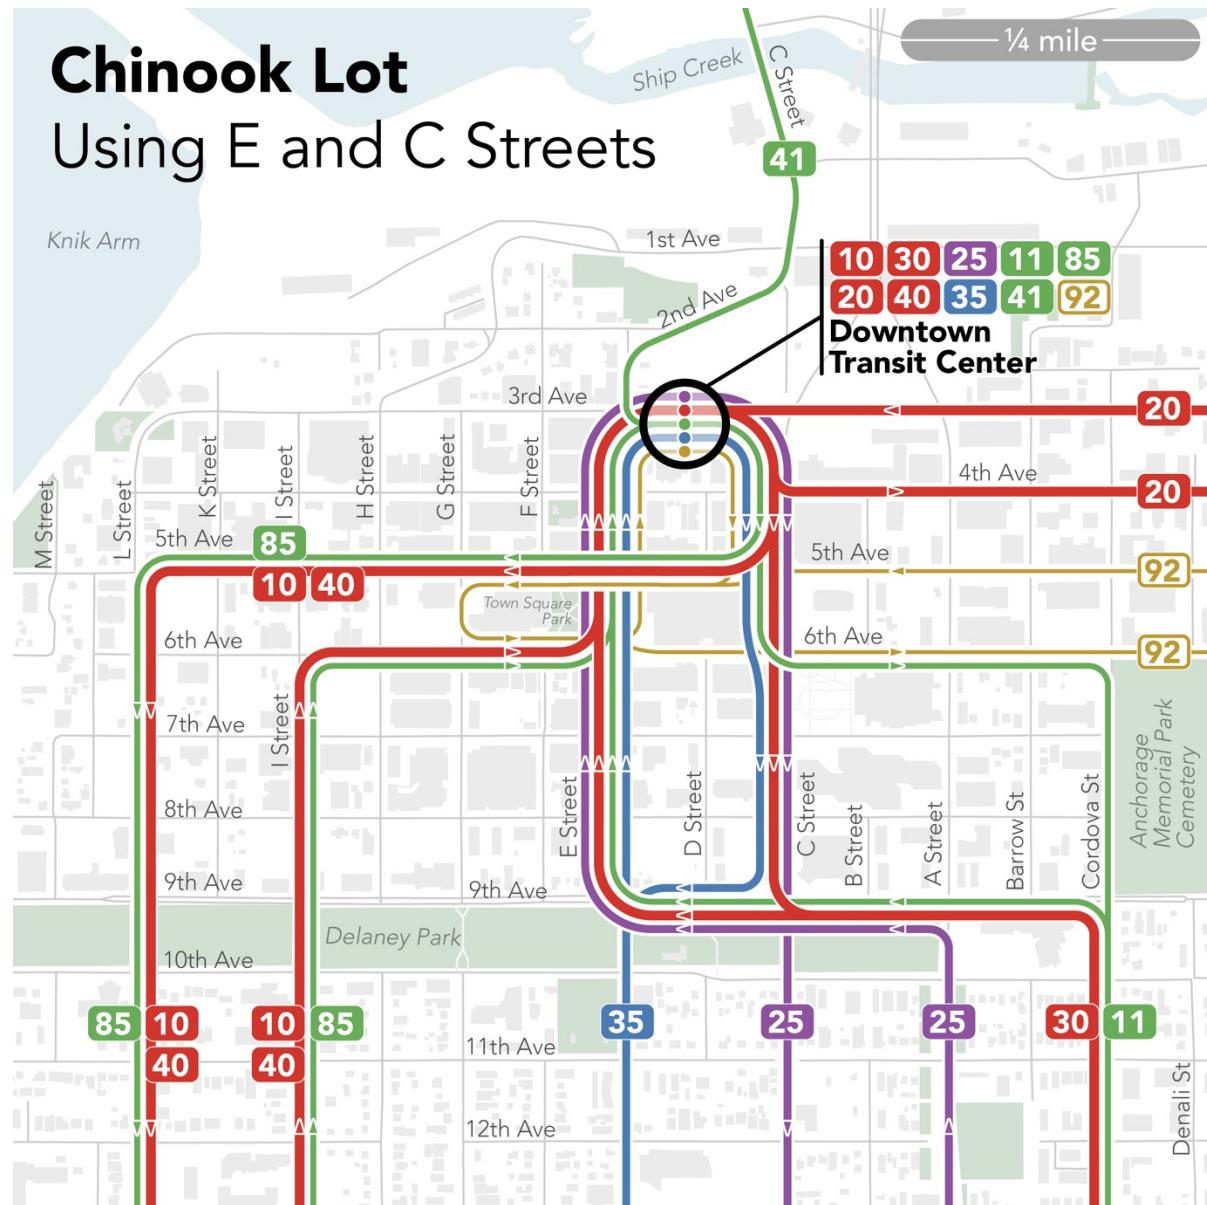 Chinook Lot
Using E and C Streets
¼ mile
Ship Creek
C Street
41
Knik Arm
1st Ave
2nd Ave
10 30 25 11 85
20 40 35 41 92
Downtown
Transit Center
3rd Ave
20
4th Ave
20
M Street
L Street
K Street
I Street
H Street
G Street
F Street
5th Ave
85
10 40
5th Ave
92
Town Square
Park
6th Ave
6th Ave
92
I Street
7th Ave
Anchorage
Memorial Park
Cemetery
8th Ave
E Street
D Street
C Street
B Street
A Street
Barrow St
Cordova St
9th Ave
9th Ave
Delaney Park
10th Ave
85 10
40
10 85
40
35
25
25
30 11
11th Ave
12th Ave
Denali St